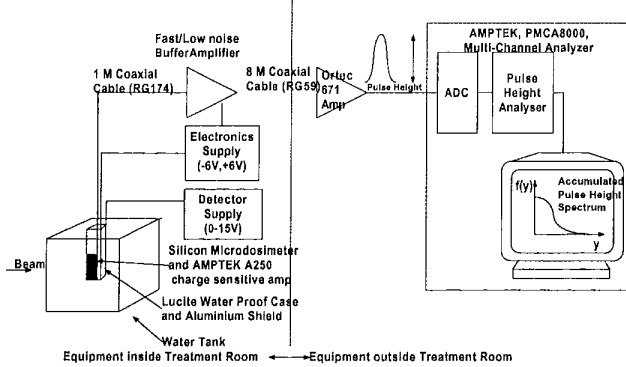 Fast/Low noise
BufferAmplifier
1 M Coaxial
Cable (RG174)
8 M Coaxial
Cable (RG59)
Ortec
671
Amp
Pulse Height
AMPTEK, PMCA8000,
Multi-Channel Analyzer
ADC
Pulse
Height
Analyser
Electronics
Supply
(-6V,+6V)
Detector
Supply
(0-15V)
f(y)
Accumulated
Pulse Height
Spectrum
y
Beam
Silicon Microdosimeter
and AMPTEK A250
charge sensitive amp
Lucite Water Proof Case
and Aluminium Shield
Water Tank
Equipment inside Treatment Room
Equipment outside Treatment Room